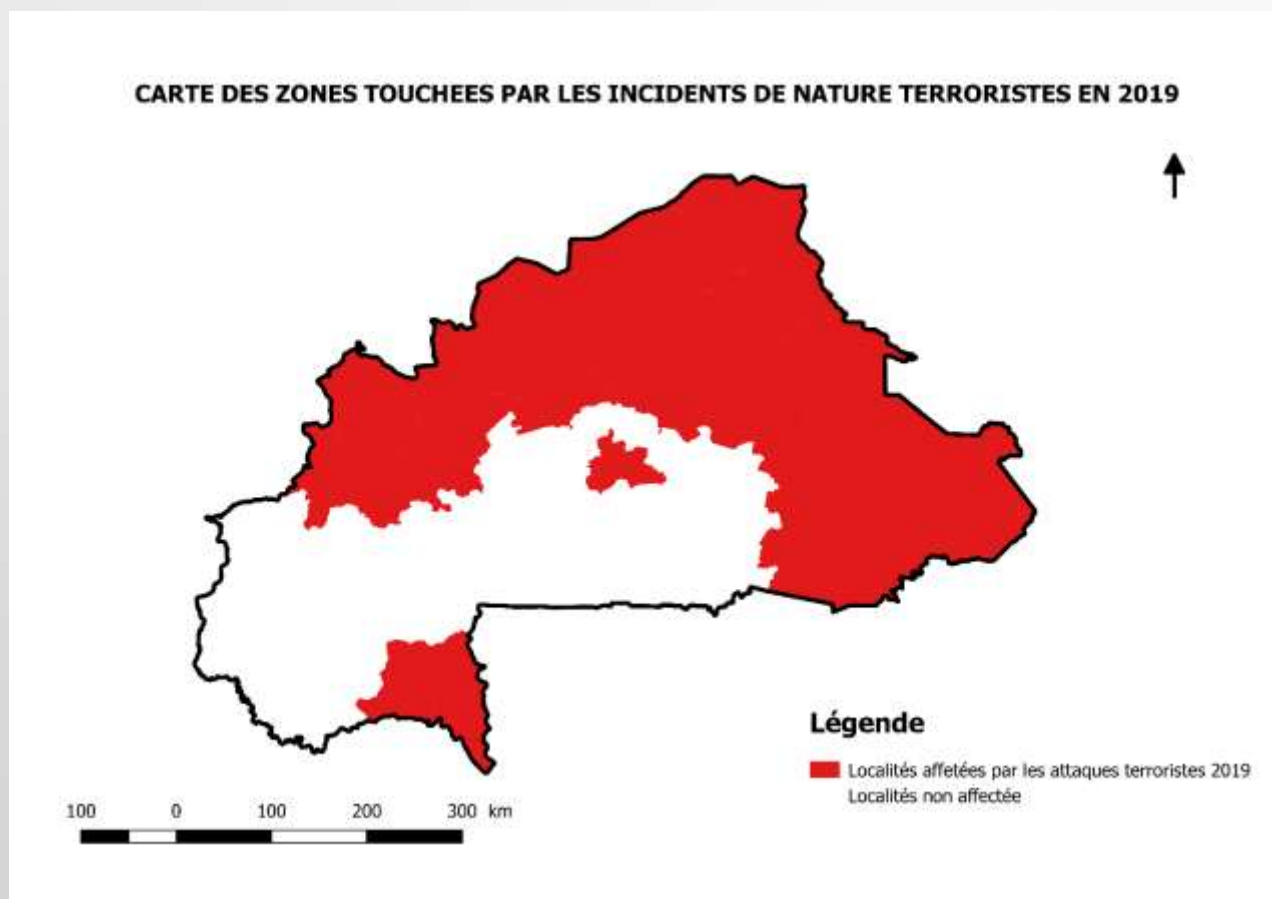 CARTE DES ZONES TOUCHEES PAR LES INCIDENTS DE NATURE TERRORISTES EN 2019
Légende
Localités affetées par les attaques terroristes 2019
Localités non affectée
100 0 100 200 300 km